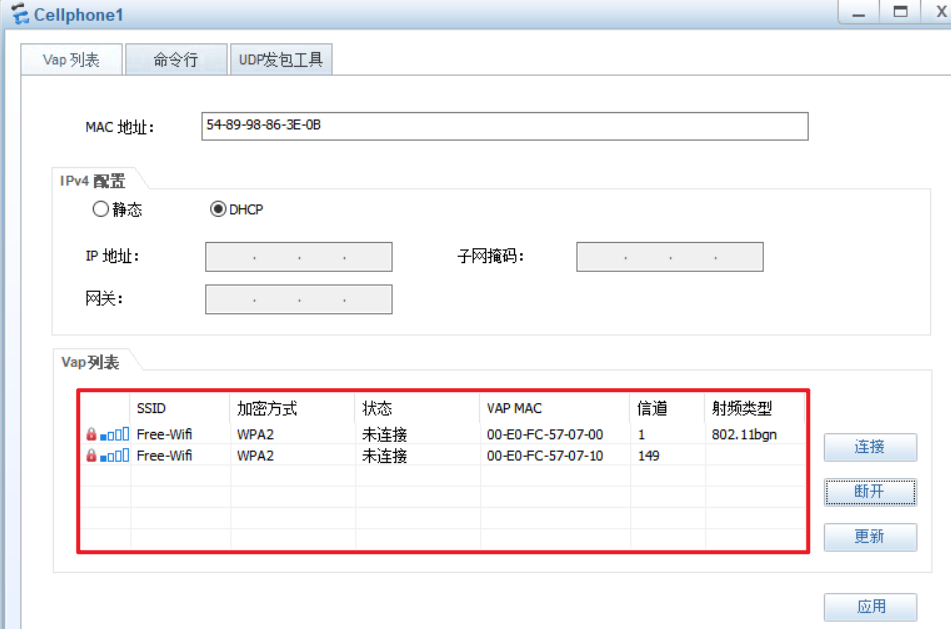 Cellphone1
Vap 列表 命令行 UDP发包工具
MAC 地址: 54-89-98-86-3E-0B
IPv4 配置
静态 DHCP
IP 地址: . . . 子网掩码: . . .
网关: . . .
Vap列表
SSID 加密方式 状态 VAP MAC 信道 射频类型
Free-Wifi WPA2 未连接 00-E0-FC-57-07-00 1 802.11bgn
Free-Wifi WPA2 未连接 00-E0-FC-57-07-10 149
连接
断开
更新
应用